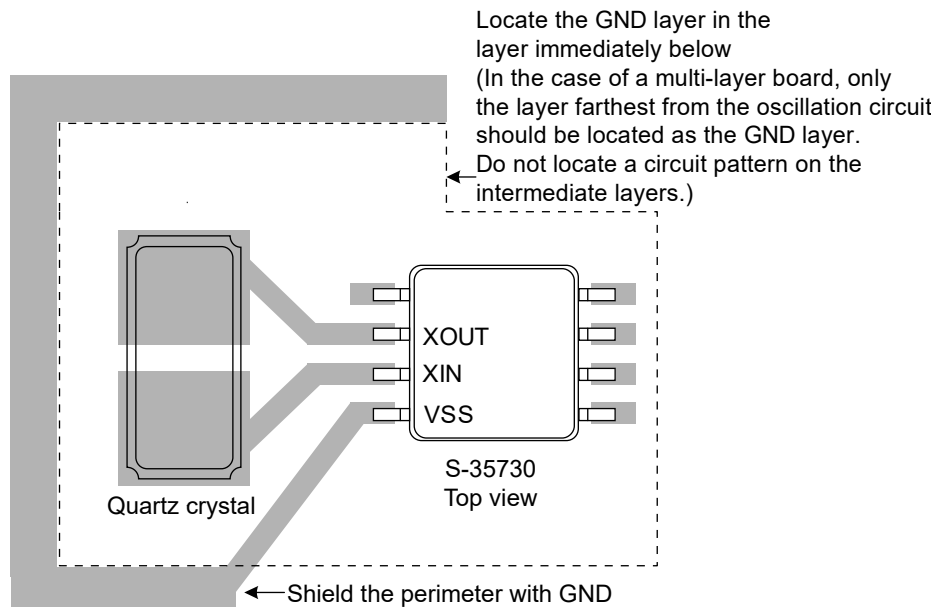 Locate the GND layer in the
layer immediately below
(In the case of a multi-layer board, only
the layer farthest from the oscillation circuit
should be located as the GND layer.
Do not locate a circuit pattern on the
intermediate layers.)
XOUT
XIN
VSS
S-35730
Top view
Quartz crystal
Shield the perimeter with GND